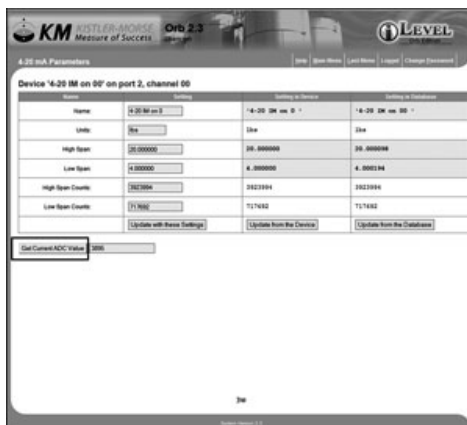 KM KISTLER-MORSE Orb 2.3
Measure of Success
LEVEL
4-20 mA Parameters
Help | Main Menu | Last Menu | Logout | Change Password
Device '4-20 IM on 00' on port 2, channel 00
Name Setting Setting in Device Setting in Database
Name: 4-20 IM on 0 '4-20 IM on 0 ' '4-20 IM on 00 '
Units: lbs lbs lbs
High Span: 20.000000 20.000000 20.000098
Low Span: 4.000000 4.000000 4.000194
High Span Counts: 3923994 3923994 3923994
Low Span Counts: 717692 717692 717692
Update with these Settings Update from the Device Update from the Database
Get Current ADC Value